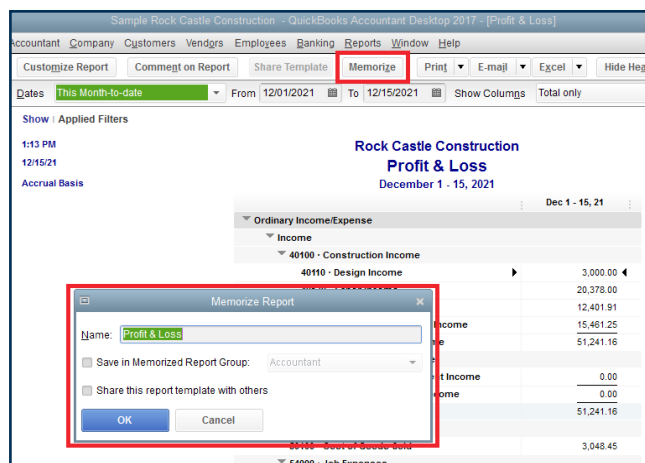 Sample Rock Castle Construction - QuickBooks Accountant Desktop 2017 - [Profit & Loss]
Accountant Company Customers Vendors Employees Banking Reports Window Help
Customize Report Comment on Report Share Template Memorize Print E-mail Excel Hide Hea
Dates This Month-to-date From 12/01/2021 To 12/15/2021 Show Columns Total only
Show Applied Filters
1:13 PM Rock Castle Construction
12/15/21 Profit & Loss
Accrual Basis December 1 - 15, 2021
Dec 1 - 15, 21
Ordinary Income/Expense
Income
40100 · Construction Income
40110 · Design Income 3,000.00
20,378.00
Memorize Report
12,401.91
Name: Profit & Loss
ncome 15,461.25
51,241.16
Save in Memorized Report Group: Accountant
t Income 0.00
Share this report template with others
ome 0.00
OK Cancel
51,241.16
3,048.45